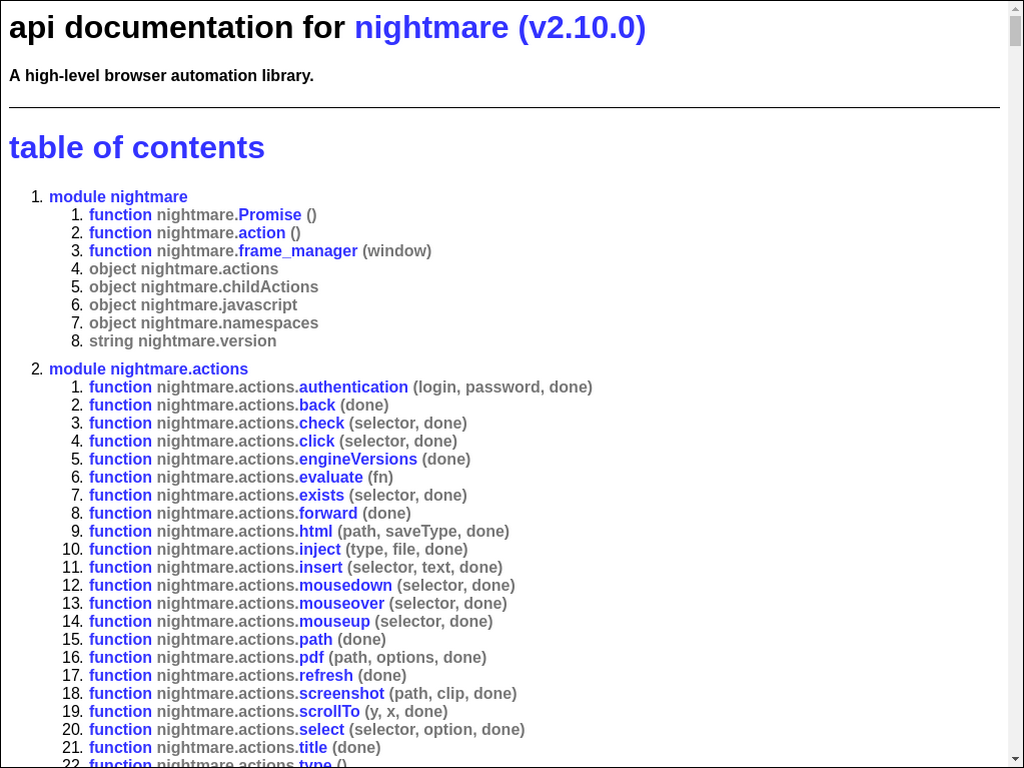 api documentation for nightmare (v2.10.0)
A high-level browser automation library.
table of contents
1. module nightmare
1. function nightmare.Promise ()
2. function nightmare.action ()
3. function nightmare.frame_manager (window)
4. object nightmare.actions
5. object nightmare.childActions
6. object nightmare.javascript
7. object nightmare.namespaces
8. string nightmare.version
2. module nightmare.actions
1. function nightmare.actions.authentication (login, password, done)
2. function nightmare.actions.back (done)
3. function nightmare.actions.check (selector, done)
4. function nightmare.actions.click (selector, done)
5. function nightmare.actions.engineVersions (done)
6. function nightmare.actions.evaluate (fn)
7. function nightmare.actions.exists (selector, done)
8. function nightmare.actions.forward (done)
9. function nightmare.actions.html (path, saveType, done)
10. function nightmare.actions.inject (type, file, done)
11. function nightmare.actions.insert (selector, text, done)
12. function nightmare.actions.mousedown (selector, done)
13. function nightmare.actions.mouseover (selector, done)
14. function nightmare.actions.mouseup (selector, done)
15. function nightmare.actions.path (done)
16. function nightmare.actions.pdf (path, options, done)
17. function nightmare.actions.refresh (done)
18. function nightmare.actions.screenshot (path, clip, done)
19. function nightmare.actions.scrollTo (y, x, done)
20. function nightmare.actions.select (selector, option, done)
21. function nightmare.actions.title (done)
22. function nightmare.actions.type ()